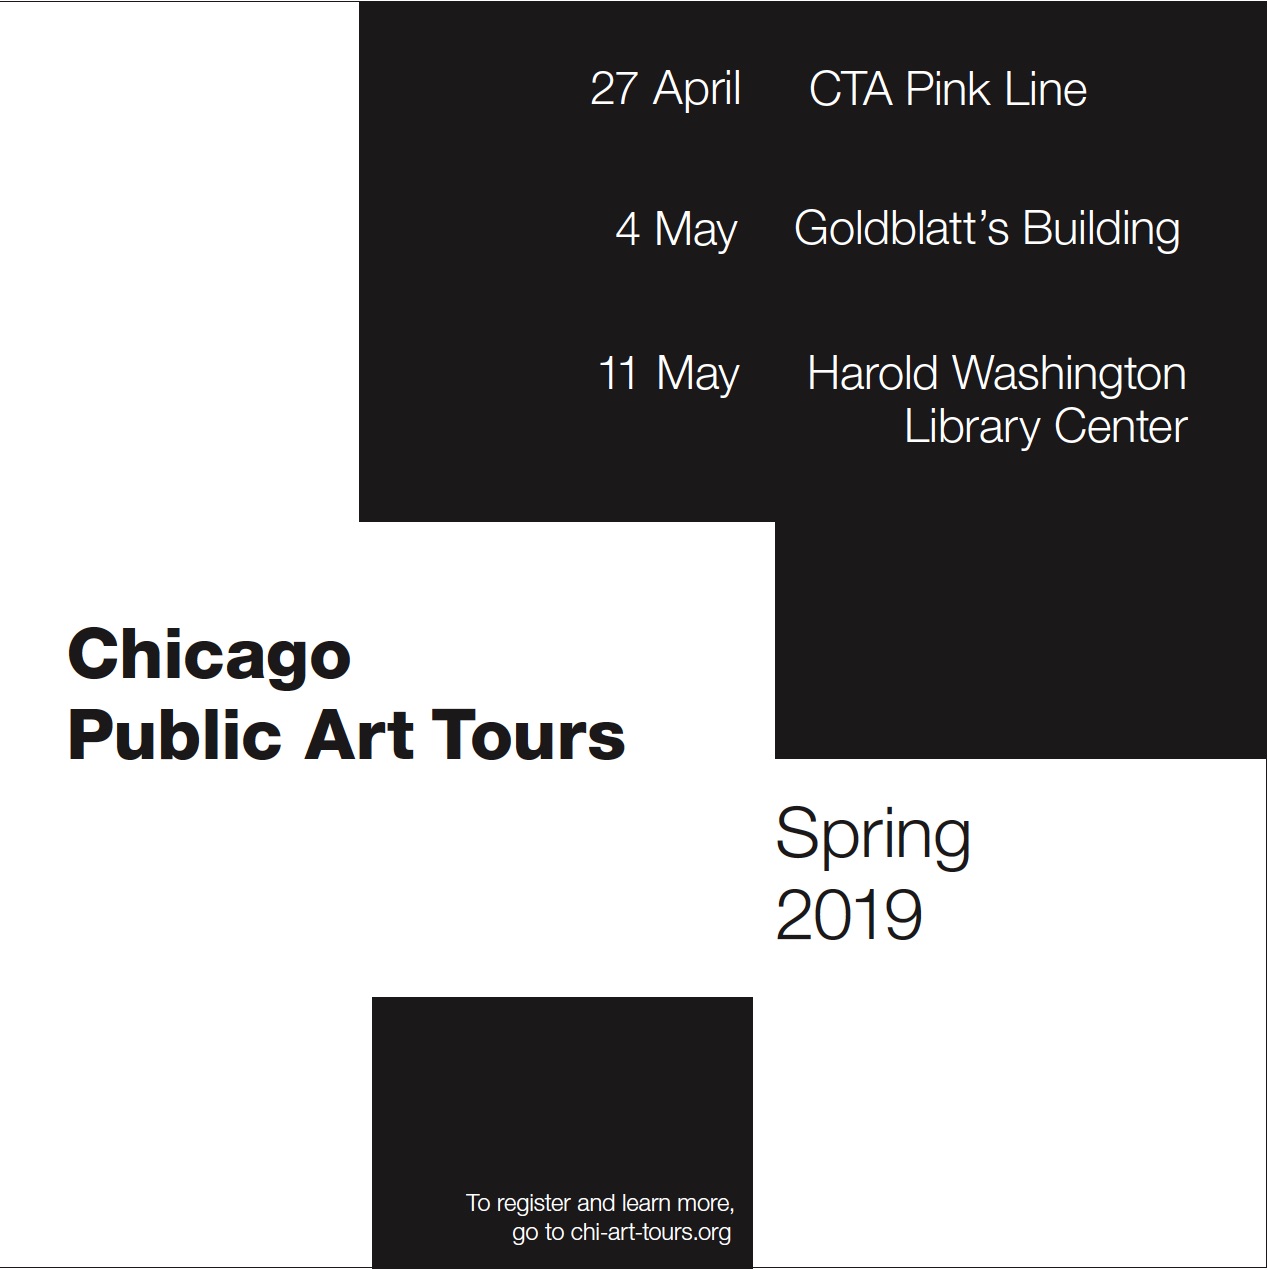 27 April CTA Pink Line
4 May Goldblatt’s Building
11 May Harold Washington
Library Center
Chicago
Public Art Tours
Spring
2019
To register and learn more,
go to chi-art-tours.org